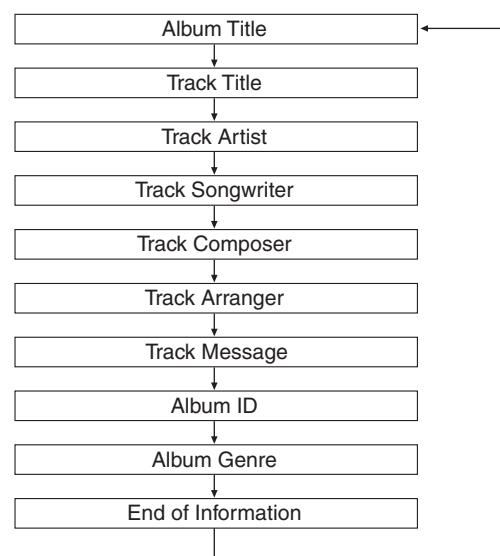 Album Title
Track Title
Track Artist
Track Songwriter
Track Composer
Track Arranger
Track Message
Album ID
Album Genre
End of Information